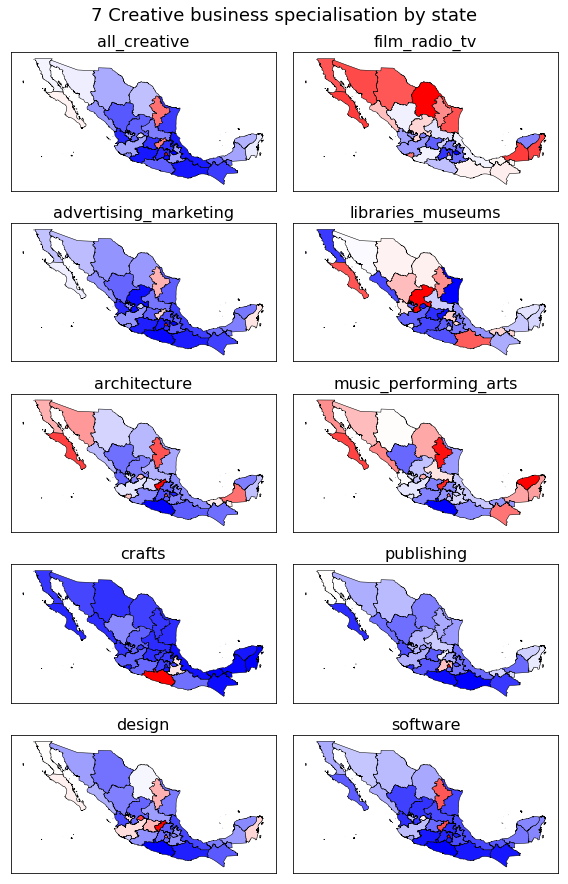 7 Creative business specialisation by state
all_creative
film_radio_tv
advertising_marketing
libraries_museums
architecture
music_performing_arts
crafts
publishing
design
software